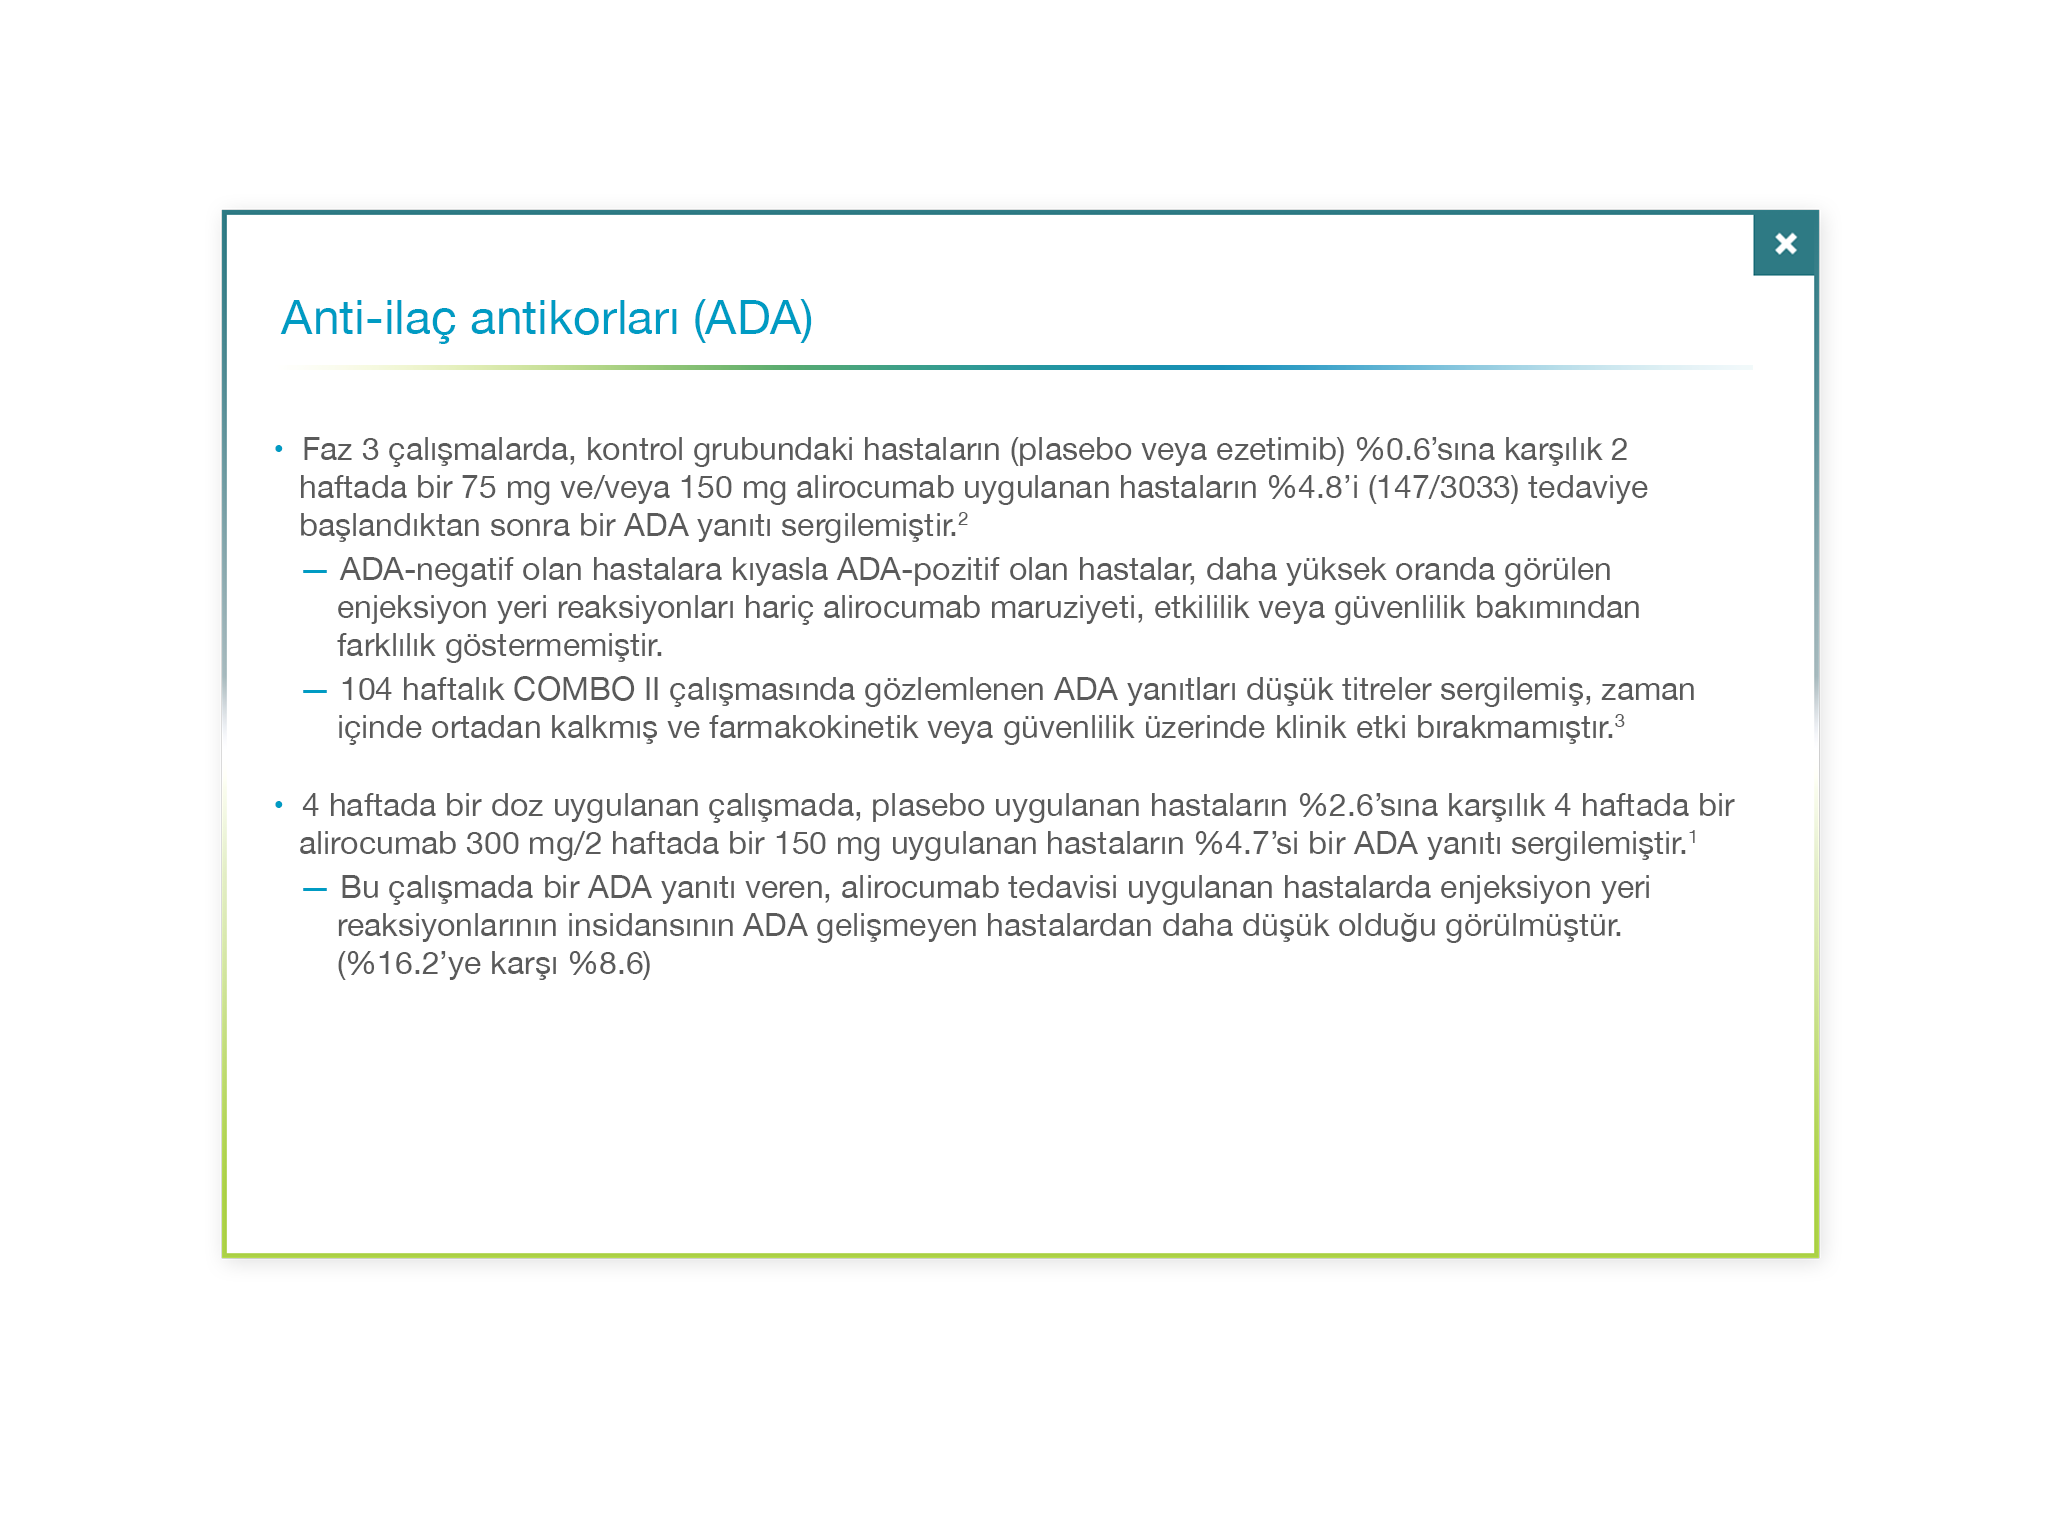 Anti-ilaç antikorları (ADA)
• Faz 3 çalışmalarda, kontrol grubundaki hastaların (plasebo veya ezetimib) %0.6’sına karşılık 2
haftada bir 75 mg ve/veya 150 mg alirocumab uygulanan hastaların %4.8’i (147/3033) tedaviye
başlandıktan sonra bir ADA yanıtı sergilemiştir.²
— ADA-negatif olan hastalara kıyasla ADA-pozitif olan hastalar, daha yüksek oranda görülen
enjeksiyon yeri reaksiyonları hariç alirocumab maruziyeti, etkililik veya güvenlilik bakımından
farklılık göstermemiştir.
— 104 haftalık COMBO II çalışmasında gözlemlenen ADA yanıtları düşük titreler sergilemiş, zaman
içinde ortadan kalkmış ve farmakokinetik veya güvenlilik üzerinde klinik etki bırakmamıştır.³
• 4 haftada bir doz uygulanan çalışmada, plasebo uygulanan hastaların %2.6’sına karşılık 4 haftada bir
alirocumab 300 mg/2 haftada bir 150 mg uygulanan hastaların %4.7’si bir ADA yanıtı sergilemiştir.¹
— Bu çalışmada bir ADA yanıtı veren, alirocumab tedavisi uygulanan hastalarda enjeksiyon yeri
reaksiyonlarının insidansının ADA gelişmeyen hastalardan daha düşük olduğu görülmüştür.
(%16.2’ye karşı %8.6)